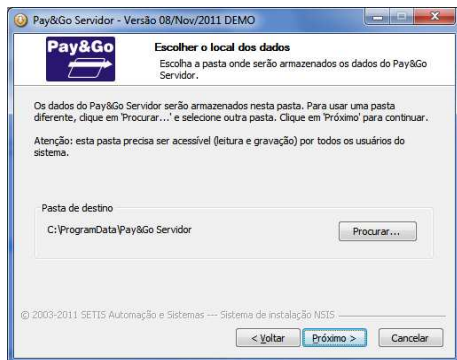 Pay&Go Servidor - Versão 08/Nov/2011 DEMO
Pay&Go
Escolher o local dos dados
Escolha a pasta onde serão armazenados os dados do Pay&Go
Servidor.
Os dados do Pay&Go Servidor serão armazenados nesta pasta. Para usar uma pasta
diferente, clique em 'Procurar...' e selecione outra pasta. Clique em 'Próximo' para continuar.
Atenção: esta pasta precisa ser acessível (leitura e gravação) por todos os usuários do
sistema.
Pasta de destino
C:\ProgramData\Pay&Go Servidor
Procurar...
© 2003-2011 SETIS Automação e Sistemas --- Sistema de instalação NSIS
< Voltar
Próximo >
Cancelar